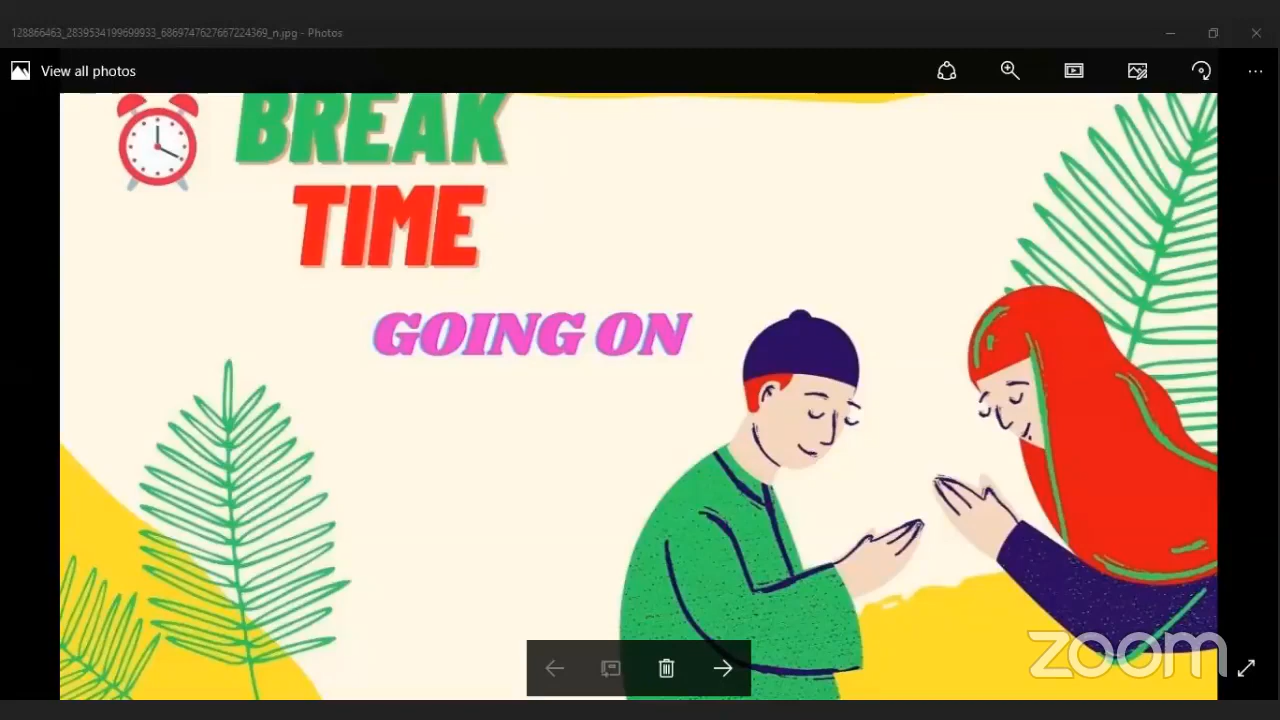 128866463_2839534199699933_6869747627667224369_n.jpg - Photos
View all photos
BREAK
TIME
GOING ON
zoom